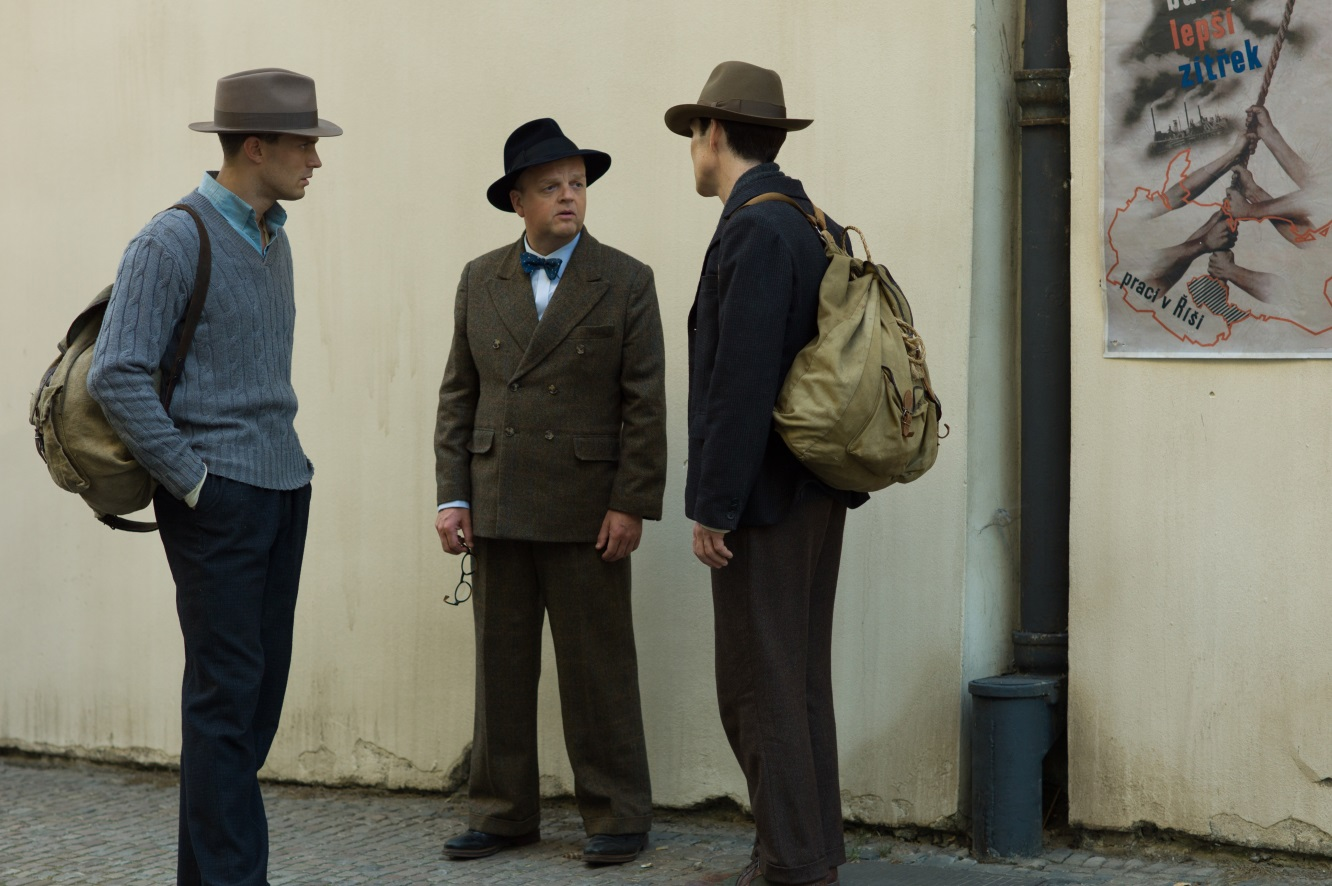 lepší
zítřek
prací v Říši